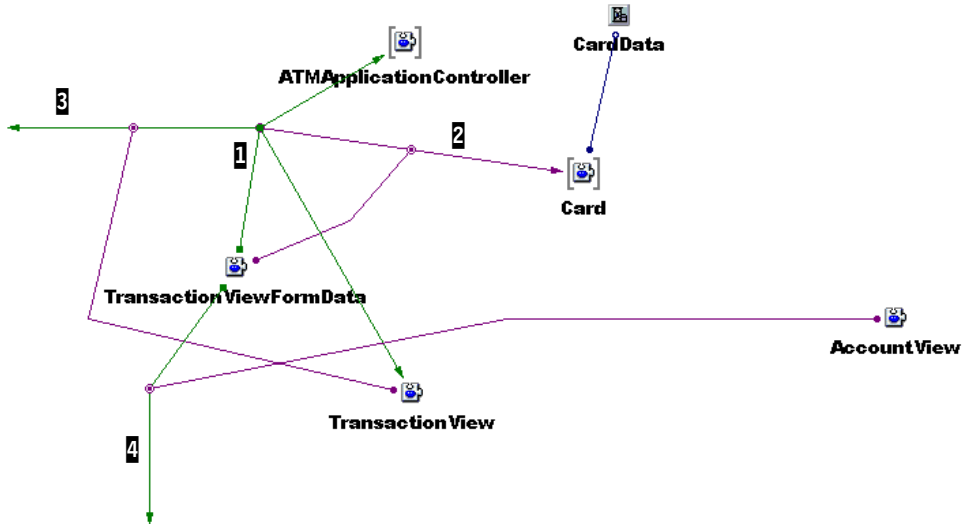 CardData
ATMApplicationController
3
2
1
Card
TransactionViewFormData
AccountView
TransactionView
4